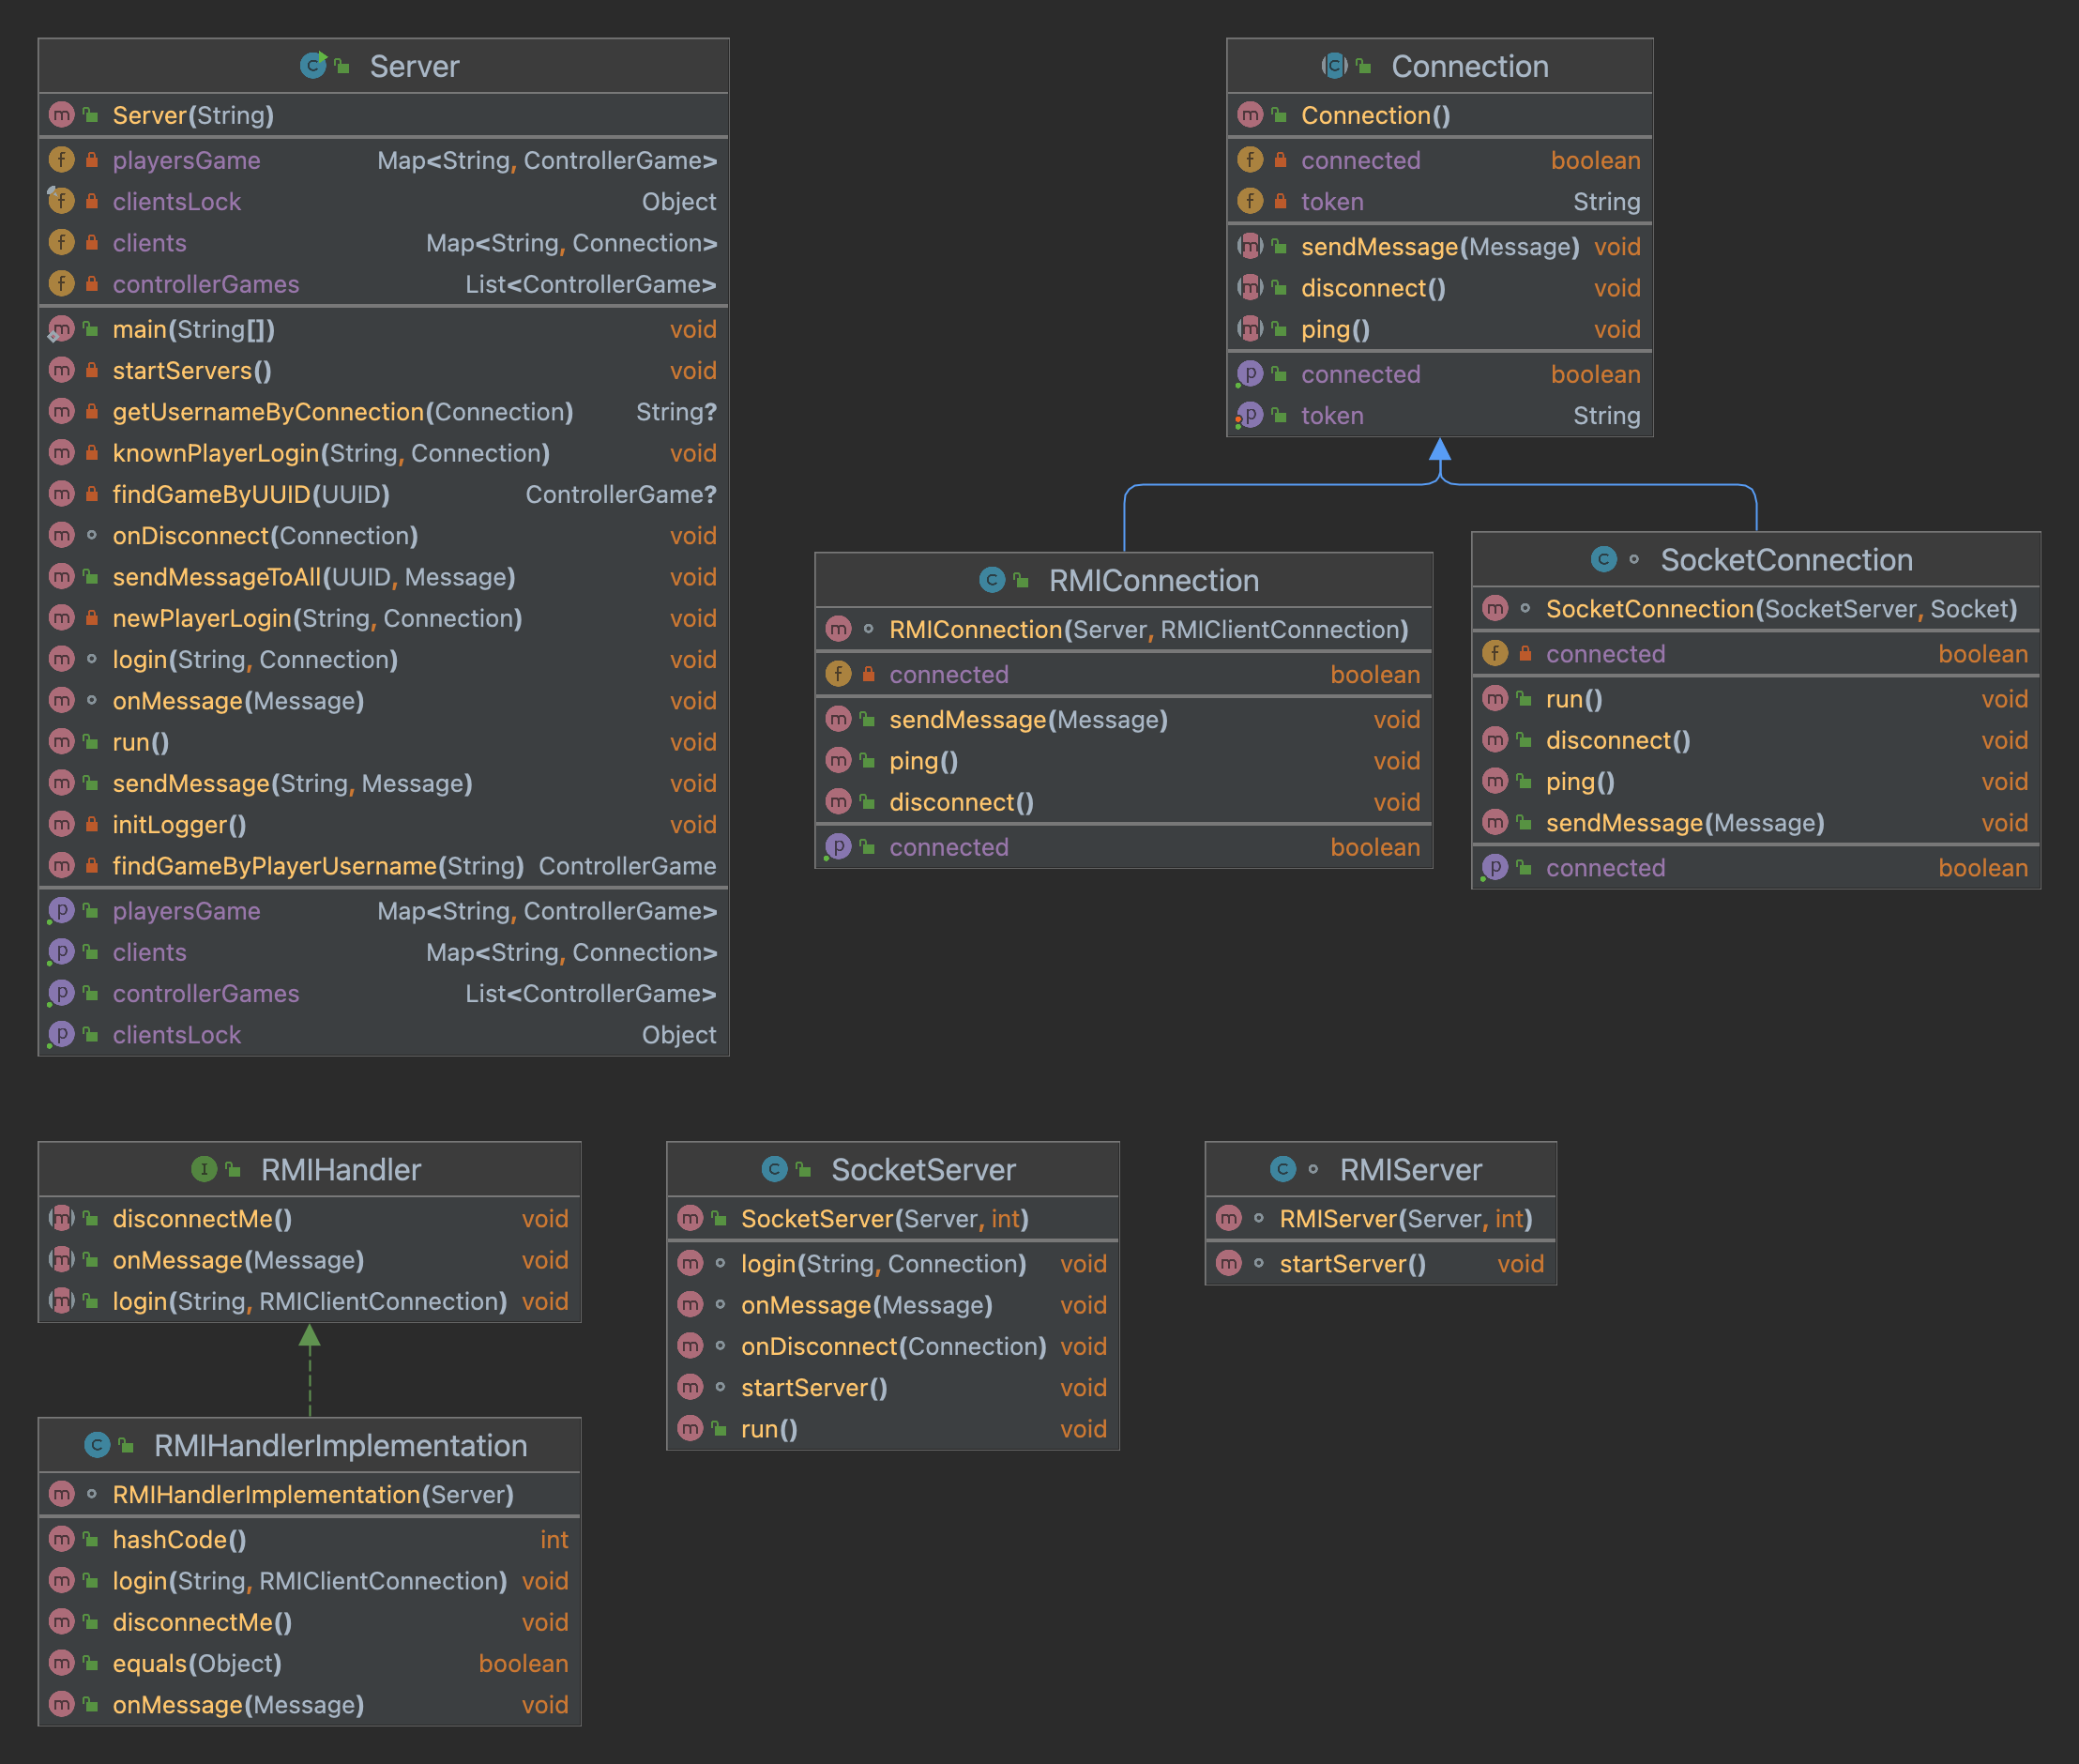 Server
Server(String)
playersGame Map<String, ControllerGame>
clientsLock Object
clients Map<String, Connection>
controllerGames List<ControllerGame>
main(String[]) void
startServers() void
getUsernameByConnection(Connection) String?
knownPlayerLogin(String, Connection) void
findGameByUUID(UUID) ControllerGame?
onDisconnect(Connection) void
sendMessageToAll(UUID, Message) void
newPlayerLogin(String, Connection) void
login(String, Connection) void
onMessage(Message) void
run() void
sendMessage(String, Message) void
initLogger() void
findGameByPlayerUsername(String) ControllerGame
playersGame Map<String, ControllerGame>
clients Map<String, Connection>
controllerGames List<ControllerGame>
clientsLock Object
Connection
Connection()
connected boolean
token String
sendMessage(Message) void
disconnect() void
ping() void
connected boolean
token String
RMIConnection
RMIConnection(Server, RMIClientConnection)
connected boolean
sendMessage(Message) void
ping() void
disconnect() void
connected boolean
SocketConnection
SocketConnection(SocketServer, Socket)
connected boolean
run() void
disconnect() void
ping() void
sendMessage(Message) void
connected boolean
RMIHandler
disconnectMe() void
onMessage(Message) void
login(String, RMIClientConnection) void
RMIHandlerImplementation
RMIHandlerImplementation(Server)
hashCode() int
login(String, RMIClientConnection) void
disconnectMe() void
equals(Object) boolean
onMessage(Message) void
SocketServer
SocketServer(Server, int)
login(String, Connection) void
onMessage(Message) void
onDisconnect(Connection) void
startServer() void
run() void
RMIServer
RMIServer(Server, int)
startServer() void